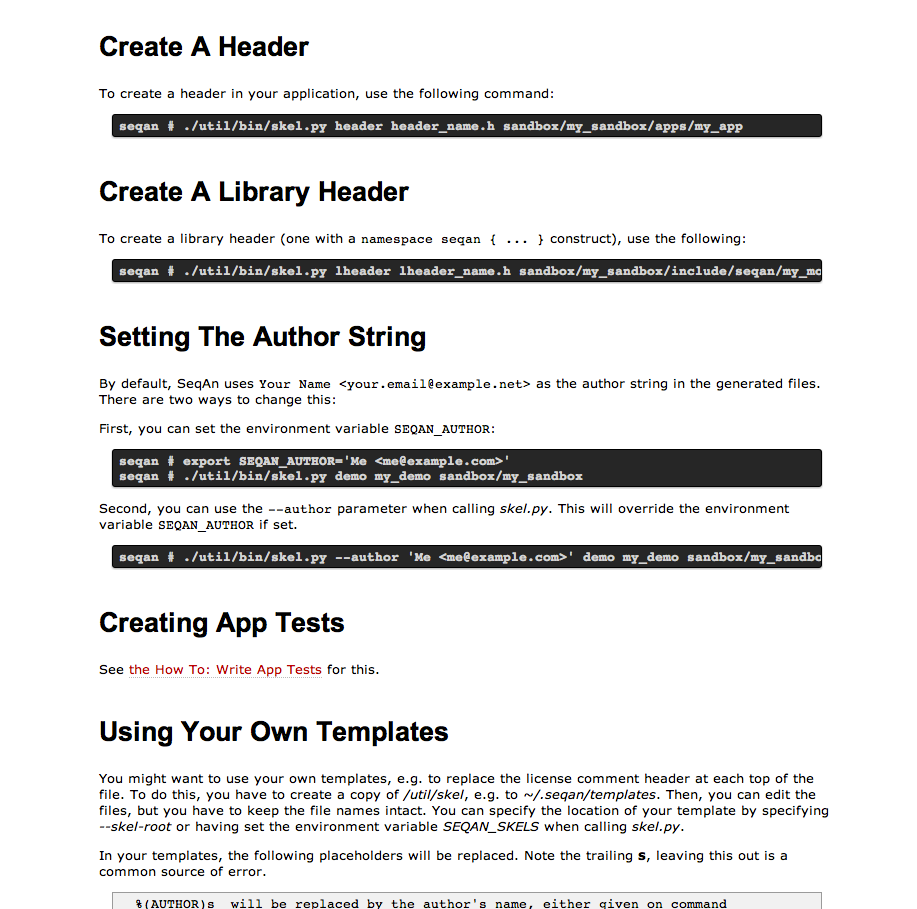 Create A Header
To create a header in your application, use the following command:
seqan # ./util/bin/skel.py header header_name.h sandbox/my_sandbox/apps/my_app
Create A Library Header
To create a library header (one with a namespace seqan { ... } construct), use the following:
seqan # ./util/bin/skel.py lheader lheader_name.h sandbox/my_sandbox/include/seqan/my_mo
Setting The Author String
By default, SeqAn uses Your Name <your.email@example.net> as the author string in the generated files.
There are two ways to change this:
First, you can set the environment variable SEQAN_AUTHOR:
seqan # export SEQAN_AUTHOR='Me <me@example.com>'
seqan # ./util/bin/skel.py demo my_demo sandbox/my_sandbox
Second, you can use the --author parameter when calling skel.py. This will override the environment
variable SEQAN_AUTHOR if set.
seqan # ./util/bin/skel.py --author 'Me <me@example.com>' demo my_demo sandbox/my_sandbo
Creating App Tests
See the How To: Write App Tests for this.
Using Your Own Templates
You might want to use your own templates, e.g. to replace the license comment header at each top of the
file. To do this, you have to create a copy of /util/skel, e.g. to ~/.seqan/templates. Then, you can edit the
files, but you have to keep the file names intact. You can specify the location of your template by specifying
--skel-root or having set the environment variable SEQAN_SKELS when calling skel.py.
In your templates, the following placeholders will be replaced. Note the trailing s, leaving this out is a
common source of error.
%(AUTHOR)s will be replaced by the author's name, either given on command